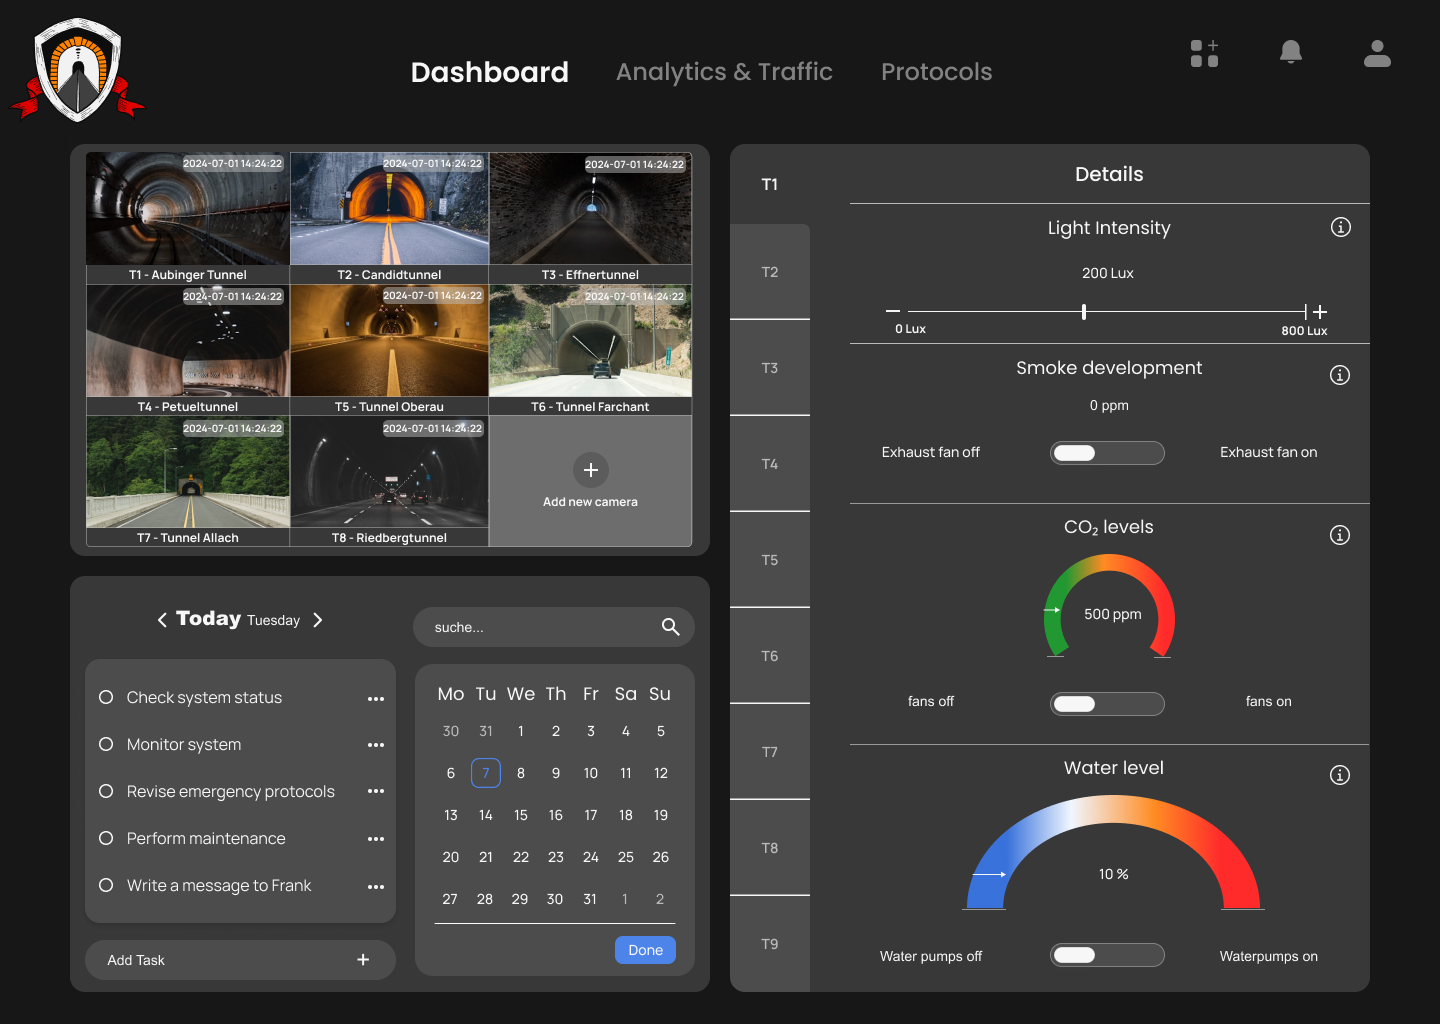 Dashboard
Analytics & Traffic
Protocols
2024-07-01 14:24:22
2024-07-01 14:24:22
2024-07-01 14:24:22
T1 - Aubinger Tunnel
T2 - Candidtunnel
T3 - Effnertunnel
2024-07-01 14:24:22
2024-07-01 14:24:22
2024-07-01 14:24:22
T4 - Petueltunnel
T5 - Tunnel Oberau
T6 - Tunnel Farchant
2024-07-01 14:24:22
2024-07-01 14:24:22
Add new camera
T7 - Tunnel Allach
T8 - Riedbergtunnel
Today Tuesday
Check system status
Monitor system
Revise emergency protocols
Perform maintenance
Write a message to Frank
Add Task
suche...
Mo Tu We Th Fr Sa Su
30 31 1 2 3 4 5
6 7 8 9 10 11 12
13 14 15 16 17 18 19
20 21 22 23 24 25 26
27 28 29 30 31 1 2
Done
T1
T2
T3
T4
T5
T6
T7
T8
T9
Details
Light Intensity
200 Lux
0 Lux
800 Lux
Smoke development
0 ppm
Exhaust fan off
Exhaust fan on
CO₂ levels
500 ppm
fans off
fans on
Water level
10 %
Water pumps off
Waterpumps on